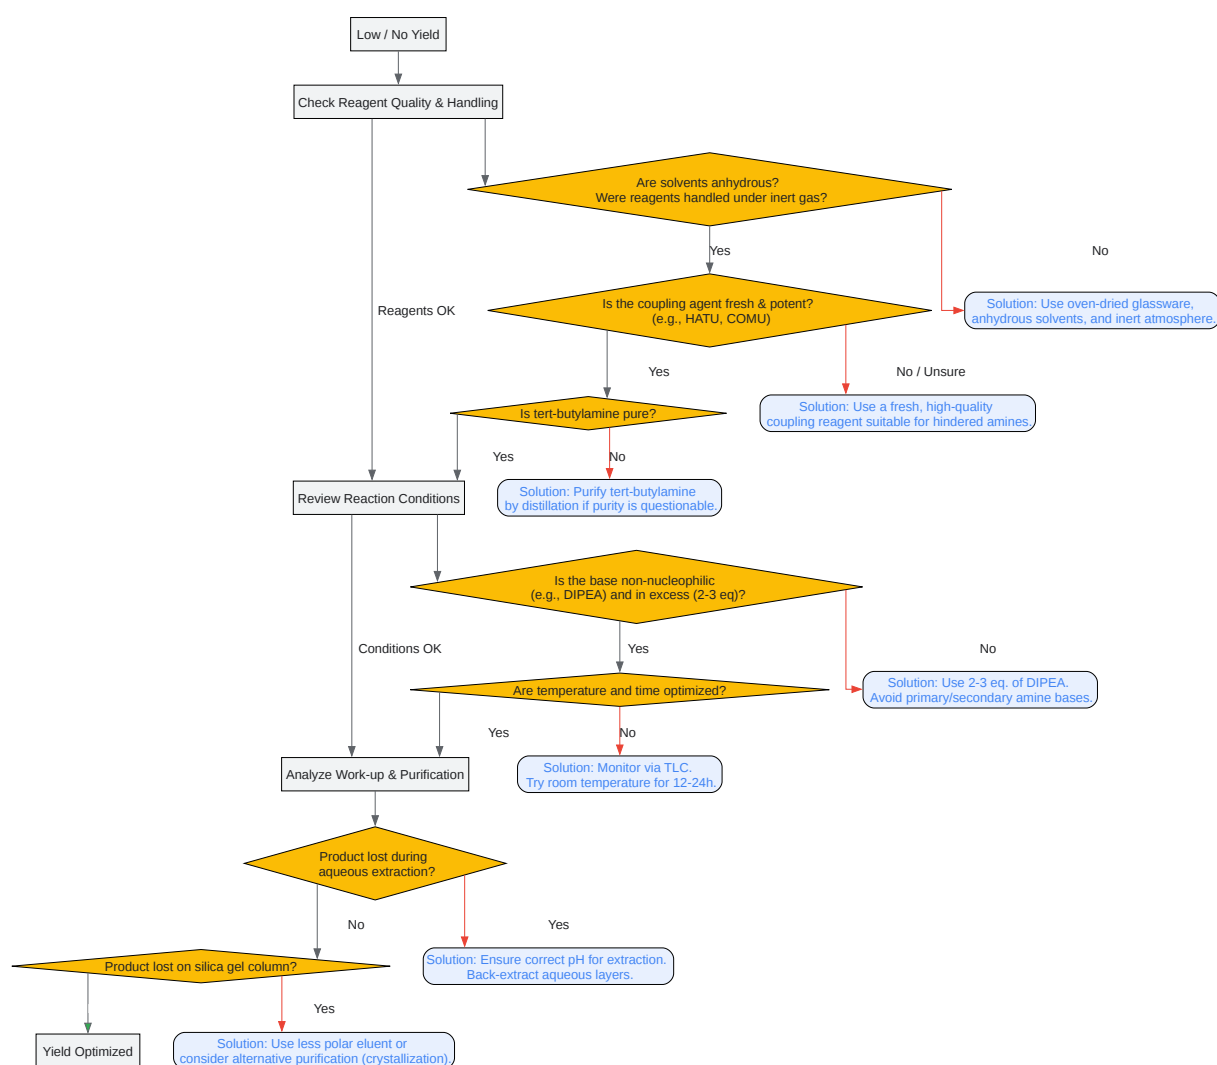 Low / No Yield
Check Reagent Quality & Handling
Are solvents anhydrous?
Were reagents handled under inert gas?
Yes
No
Reagents OK
Is the coupling agent fresh & potent?
(e.g., HATU, COMU)
Solution: Use oven-dried glassware,
anhydrous solvents, and inert atmosphere.
Yes
No / Unsure
Is tert-butylamine pure?
Solution: Use a fresh, high-quality
coupling reagent suitable for hindered amines.
Yes
No
Review Reaction Conditions
Solution: Purify tert-butylamine
by distillation if purity is questionable.
Is the base non-nucleophilic
(e.g., DIPEA) and in excess (2-3 eq)?
Conditions OK
Yes
No
Are temperature and time optimized?
Solution: Use 2-3 eq. of DIPEA.
Avoid primary/secondary amine bases.
Yes
No
Analyze Work-up & Purification
Solution: Monitor via TLC.
Try room temperature for 12-24h.
Product lost during
aqueous extraction?
No
Yes
Product lost on silica gel column?
Solution: Ensure correct pH for extraction.
Back-extract aqueous layers.
Yes
Yield Optimized
Solution: Use less polar eluent or
consider alternative purification (crystallization).